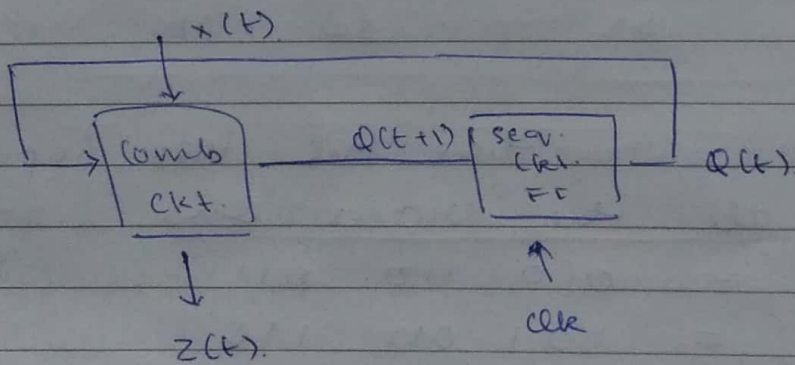 x(t)
Comb
ckt.
Q(t+1)
seq.
Ckt.
FF
Q(t)
Z(t).
Clk